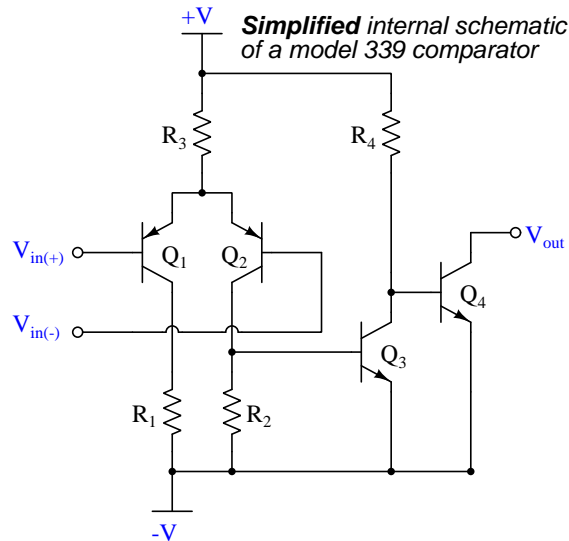 +V
Simplified internal schematic
of a model 339 comparator
R3
R4
Vin(+)
Q1
Q2
Vout
Q4
Vin(-)
Q3
R1
R2
-V